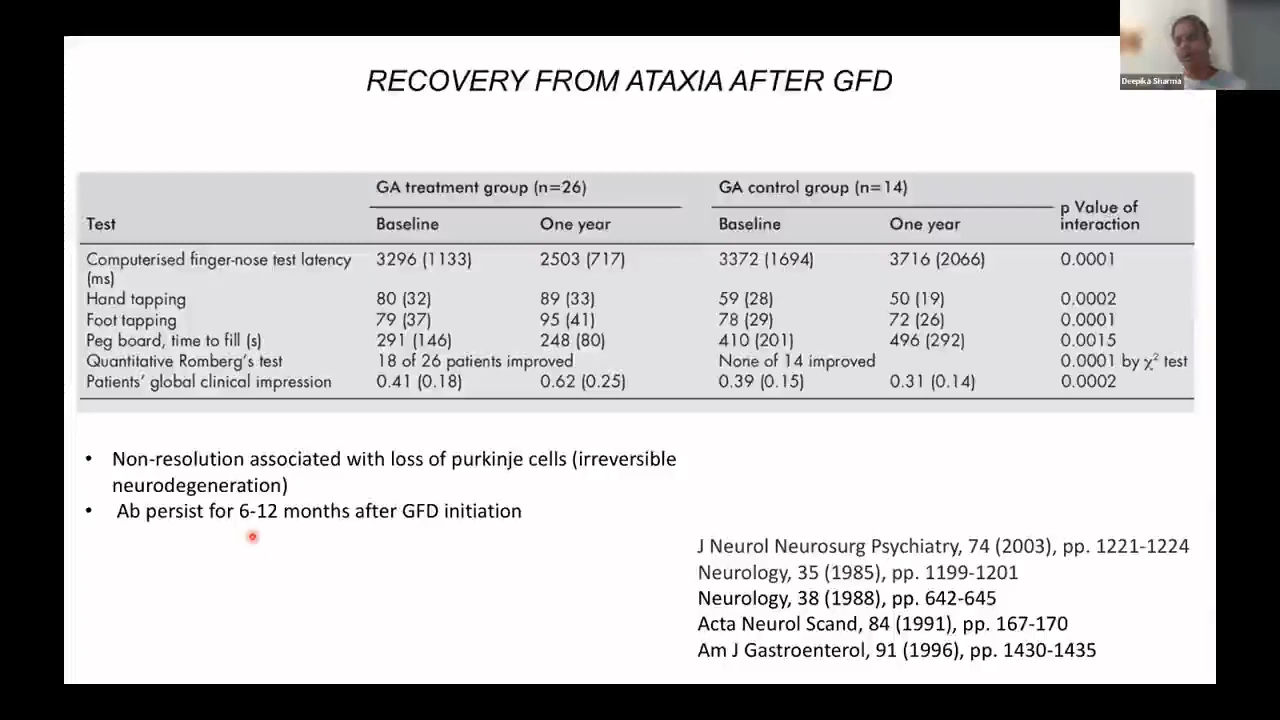 Deepika Sharma
RECOVERY FROM ATAXIA AFTER GFD
GA treatment group (n=26) GA control group (n=14)
p Value of
Test Baseline One year Baseline One year interaction
Computerised finger-nose test latency 3296 (1133) 2503 (717) 3372 (1694) 3716 (2066) 0.0001
(ms)
Hand tapping 80 (32) 89 (33) 59 (28) 50 (19) 0.0002
Foot tapping 79 (37) 95 (41) 78 (29) 72 (26) 0.0001
Peg board, time to fill (s) 291 (146) 248 (80) 410 (201) 496 (292) 0.0015
Quantitative Romberg's test 18 of 26 patients improved None of 14 improved 0.0001 by χ² test
Patients' global clinical impression 0.41 (0.18) 0.62 (0.25) 0.39 (0.15) 0.31 (0.14) 0.0002
• Non-resolution associated with loss of purkinje cells (irreversible
neurodegeneration)
• Ab persist for 6-12 months after GFD initiation
J Neurol Neurosurg Psychiatry, 74 (2003), pp. 1221-1224
Neurology, 35 (1985), pp. 1199-1201
Neurology, 38 (1988), pp. 642-645
Acta Neurol Scand, 84 (1991), pp. 167-170
Am J Gastroenterol, 91 (1996), pp. 1430-1435